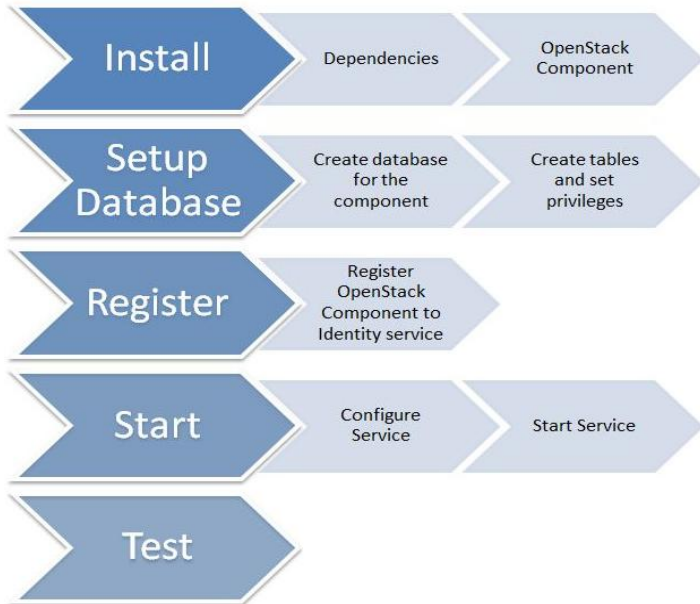 Install
Dependencies
OpenStack
Component
Setup
Database
Create database
for the
component
Create tables
and set
privileges
Register
Register
OpenStack
Component to
Identity service
Start
Configure
Service
Start Service
Test